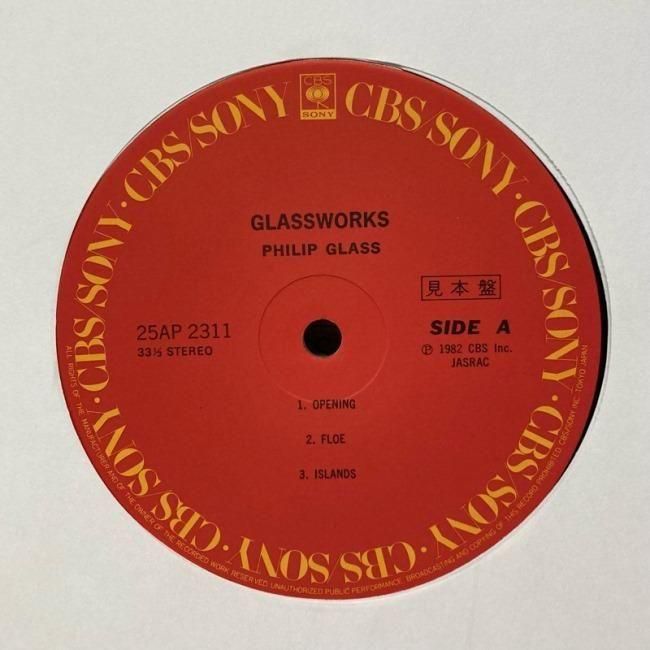 CBS
SONY
CBS/SONY · CBS/SONY · CBS/SONY · CBS/SONY · CBS/SONY · CBS/SONY · CBS/SONY · CBS/SONY
GLASSWORKS
PHILIP GLASS
見本盤
25AP 2311
SIDE A
33⅓ STEREO
Ⓟ 1982 CBS Inc.
JASRAC
1. OPENING
2. FLOE
3. ISLANDS
ALL RIGHTS OF THE MANUFACTURER AND OF THE OWNER OF THE RECORDED WORK RESERVED. UNAUTHORIZED PUBLIC PERFORMANCE, BROADCASTING AND COPYING OF THIS RECORD PROHIBITED CBS/SONY INC. TOKYO JAPAN